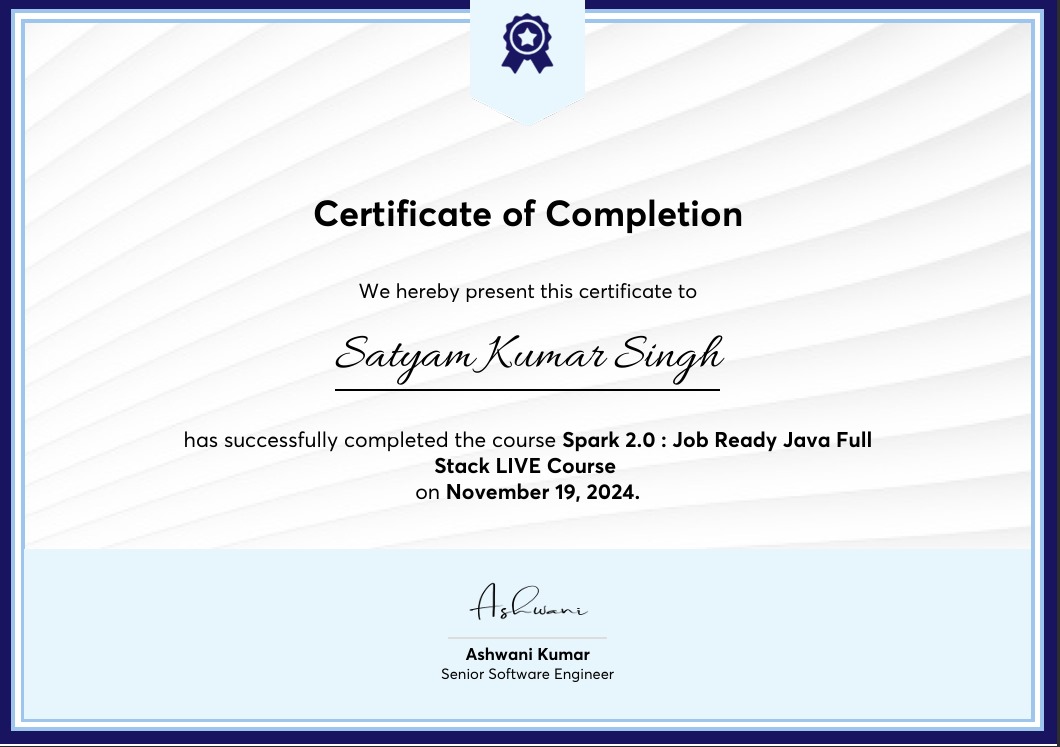 Certificate of Completion
We hereby present this certificate to
Satyam Kumar Singh
has successfully completed the course Spark 2.0 : Job Ready Java Full
Stack LIVE Course
on November 19, 2024.
Ashwani
Ashwani Kumar
Senior Software Engineer